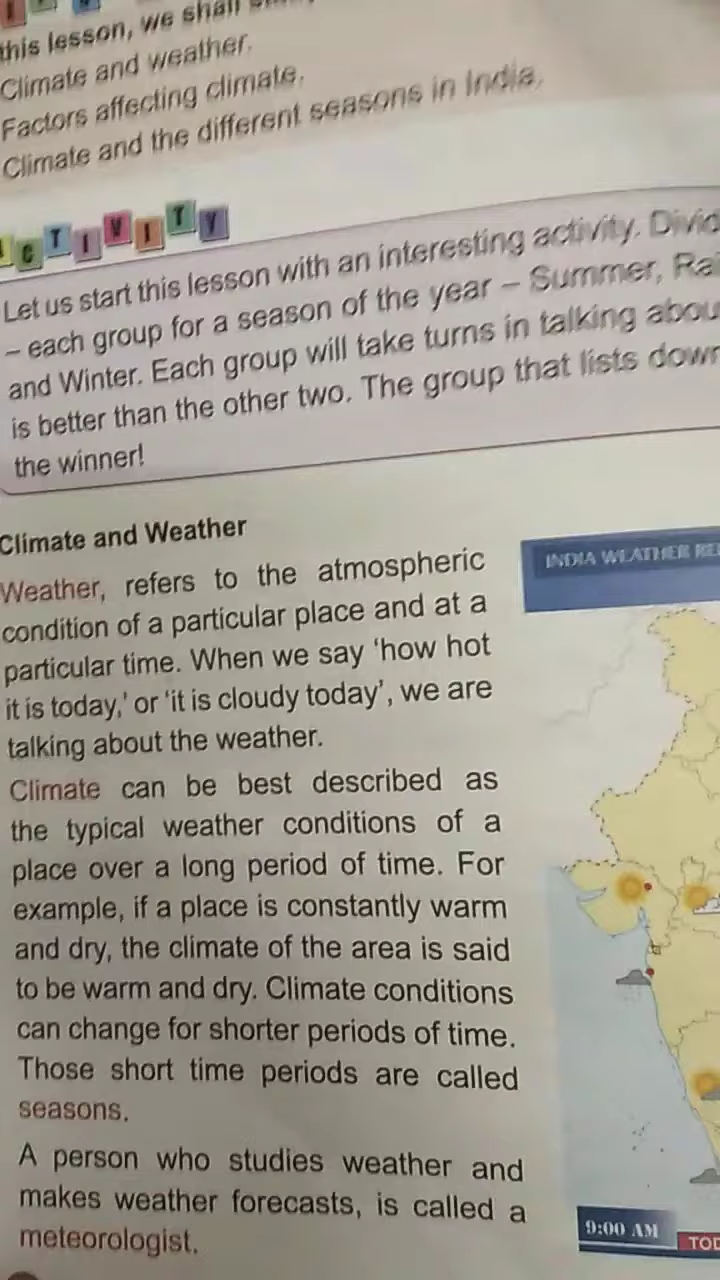 this lesson, we shall
Climate and weather.
Factors affecting climate.
Climate and the different seasons in India.
CTIVITY
Let us start this lesson with an interesting activity. Divid
– each group for a season of the year – Summer, Rai
and Winter. Each group will take turns in talking abou
is better than the other two. The group that lists down
the winner!
Climate and Weather
Weather, refers to the atmospheric
condition of a particular place and at a
particular time. When we say ‘how hot
it is today,’ or ‘it is cloudy today’, we are
talking about the weather.
Climate can be best described as
the typical weather conditions of a
place over a long period of time. For
example, if a place is constantly warm
and dry, the climate of the area is said
to be warm and dry. Climate conditions
can change for shorter periods of time.
Those short time periods are called
seasons.
A person who studies weather and
makes weather forecasts, is called a
meteorologist.
INDIA WEATHER RE
9:00 AM
TOD